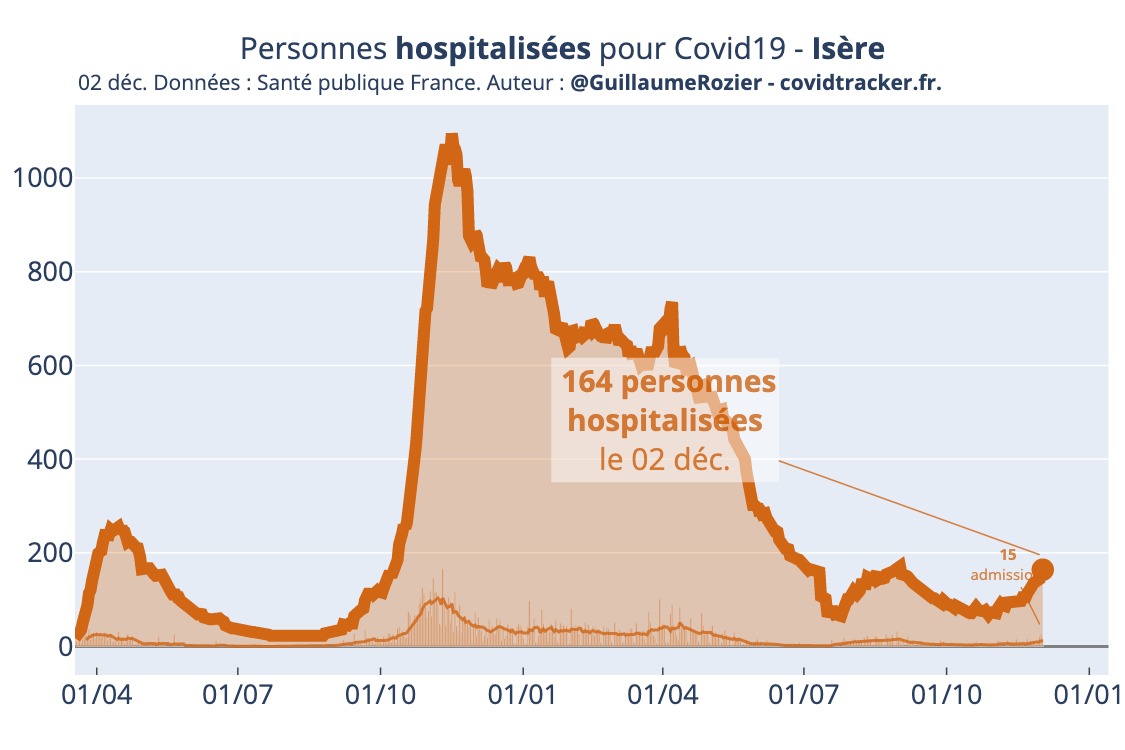 Personnes hospitalisées pour Covid19 - Isère
02 déc. Données : Santé publique France. Auteur : @GuillaumeRozier - covidtracker.fr.
1000
800
600
400
200
0
164 personnes
hospitalisées
le 02 déc.
15
admissio
01/04 01/07 01/10 01/01 01/04 01/07 01/10 01/01